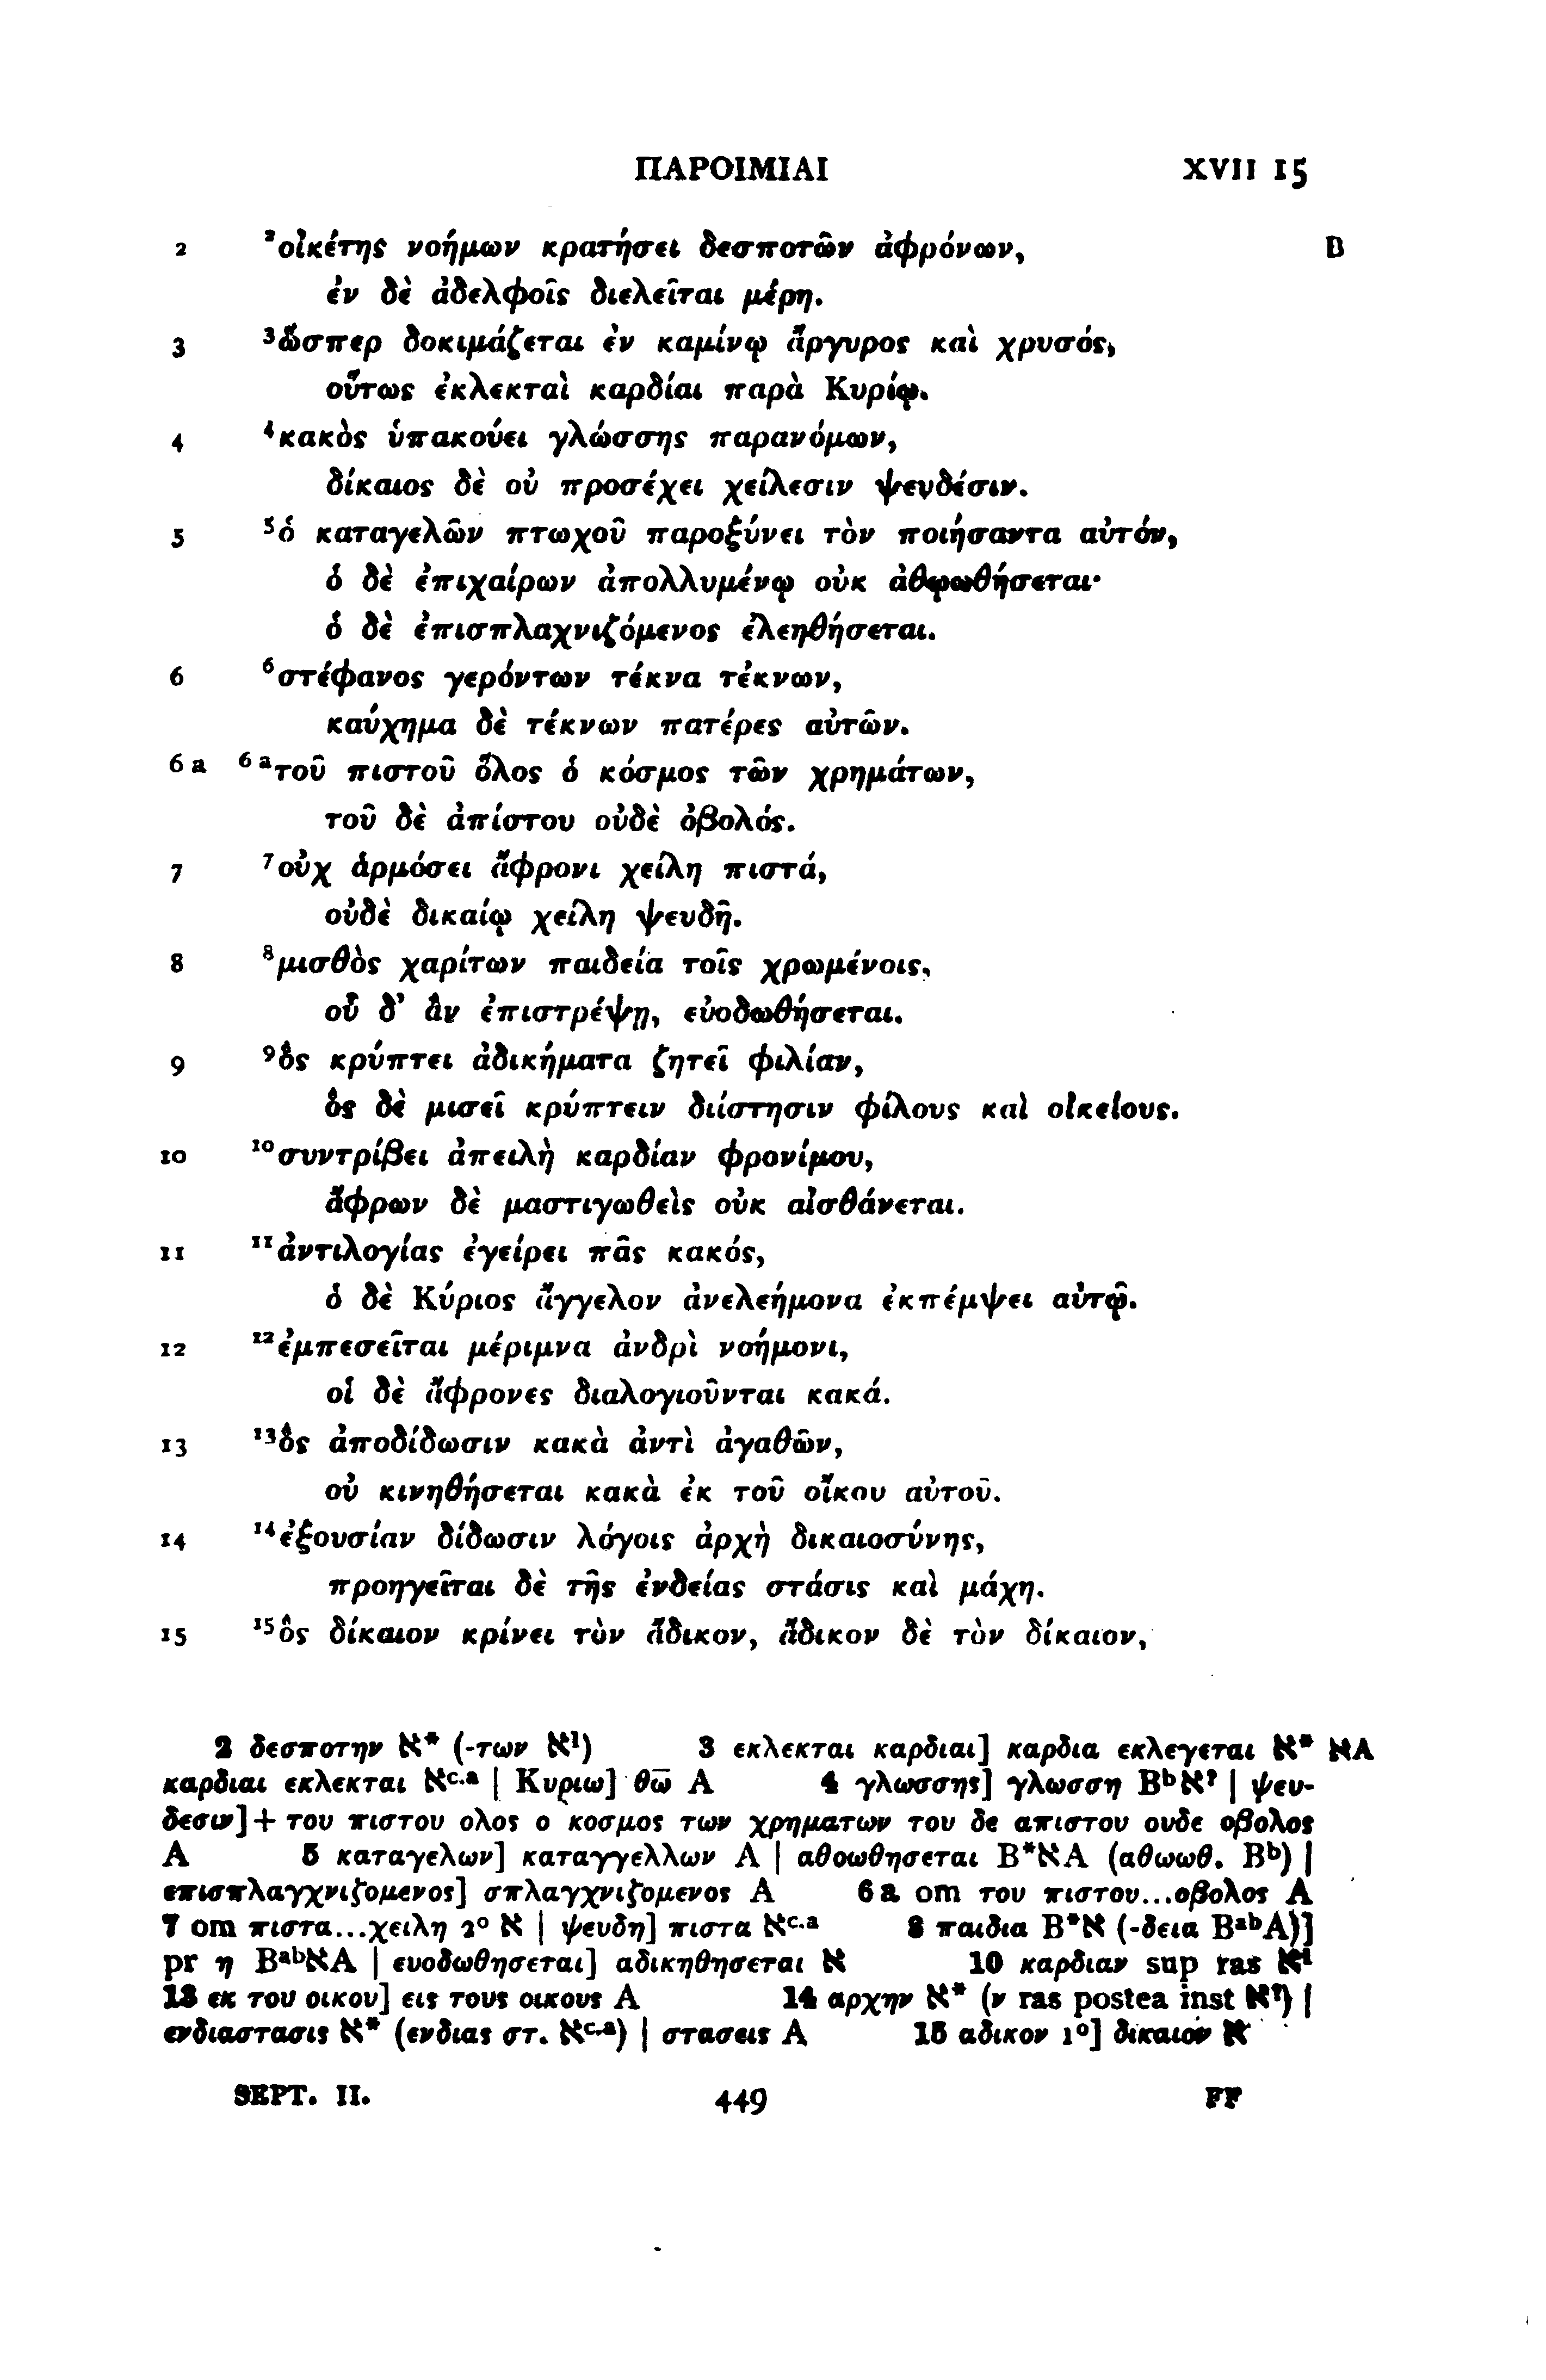 ΠΑΡΟΙΜΙΑΙ XVII 15
2 ²οἰκέτης νοήμων κρατήσει δεσποτῶν ἀφρόνων, B
ἐν δὲ ἀδελφοῖς διελεῖται μέρη.
3 ³ὥσπερ δοκιμάζεται ἐν καμίνῳ ἄργυρος καὶ χρυσός,
οὕτως ἐκλεκταὶ καρδίαι παρὰ Κυρίῳ.
4 ⁴κακὸς ὑπακούει γλώσσης παρανόμων,
δίκαιος δὲ οὐ προσέχει χείλεσιν ψευδέσιν.
5 ⁵ὁ καταγελῶν πτωχοῦ παροξύνει τὸν ποιήσαντα αὐτόν,
ὁ δὲ ἐπιχαίρων ἀπολλυμένῳ οὐκ ἀθῳωθήσεται·
ὁ δὲ ἐπισπλαχνιζόμενος ἐλεηθήσεται.
6 ⁶στέφανος γερόντων τέκνα τέκνων,
καύχημα δὲ τέκνων πατέρες αὐτῶν.
6 a ⁶ᵃτοῦ πιστοῦ ὅλος ὁ κόσμος τῶν χρημάτων,
τοῦ δὲ ἀπίστου οὐδὲ ὀβολός.
7 ⁷οὐχ ἁρμόσει ἄφρονι χείλη πιστά,
οὐδὲ δικαίῳ χείλη ψευδῆ.
8 ⁸μισθὸς χαρίτων παιδεία τοῖς χρωμένοις,
οὗ δ’ ἂν ἐπιστρέψῃ, εὐοδωθήσεται.
9 ⁹ὃς κρύπτει ἀδικήματα ζητεῖ φιλίαν,
ὃς δὲ μισεῖ κρύπτειν διίστησιν φίλους καὶ οἰκείους.
10 ¹⁰συντρίβει ἀπειλὴ καρδίαν φρονίμου,
ἄφρων δὲ μαστιγωθεὶς οὐκ αἰσθάνεται.
11 ¹¹ἀντιλογίας ἐγείρει πᾶς κακός,
ὁ δὲ Κύριος ἄγγελον ἀνελεήμονα ἐκπέμψει αὐτῷ.
12 ¹²ἐμπεσεῖται μέριμνα ἀνδρὶ νοήμονι,
οἱ δὲ ἄφρονες διαλογιοῦνται κακά.
13 ¹³ὃς ἀποδίδωσιν κακὰ ἀντὶ ἀγαθῶν,
οὐ κινηθήσεται κακὰ ἐκ τοῦ οἴκου αὐτοῦ.
14 ¹⁴ἐξουσίαν δίδωσιν λόγοις ἀρχὴ δικαιοσύνης,
προηγεῖται δὲ τῆς ἐνδείας στάσις καὶ μάχη.
15 ¹⁵ὃς δίκαιον κρίνει τὸν ἄδικον, ἄδικον δὲ τὸν δίκαιον,
2 δεσποτην א* (-των א¹) 3 εκλεκται καρδιαι] καρδια εκλεγεται א* אA
καρδιαι εκλεκται אᶜ·ᵃ | Κυριω] θω̅ A 4 γλωσσης] γλωσση Bᵇא? | ψευ-
δεσιν] + του πιστου ολος ο κοσμος των χρηματων του δε απιστου ουδε οβολος
A 5 καταγελων] καταγγελλων A | αθοωθησεται B*אA (αθωωθ. Bᵇ) |
επισπλαγχνιζομενος] σπλαγχνιζομενος A 6 a om του πιστου...οβολος A
7 om πιστα...χειλη 2° א | ψευδη] πιστα אᶜ·ᵃ 8 παιδια B*א (-δεια BᵃᵇA)]
pr η BᵃᵇאA | ευοδωθησεται] αδικηθησεται א 10 καρδιαν sup ras א¹
13 εκ του οικου] εις τους οικους A 14 αρχην א* (ν ras postea inst א?) |
ενδιαστασις א* (ενδιας στ. אᶜ·ᵃ) | στασεις A 15 αδικον 1°] δικαιον א
SEPT. II. 449 FF